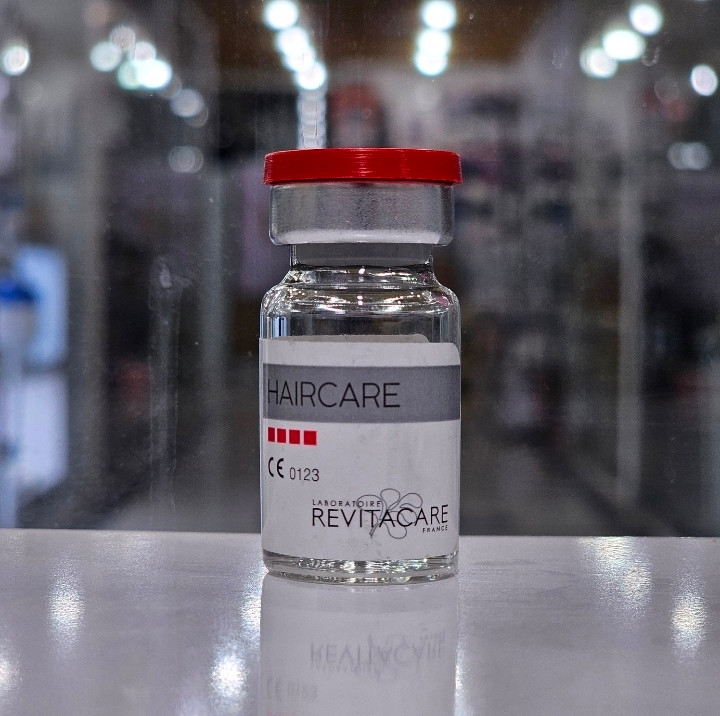 HAIRCARE
CE 0123
LABORATOIRE
REVITACARE
FRANCE